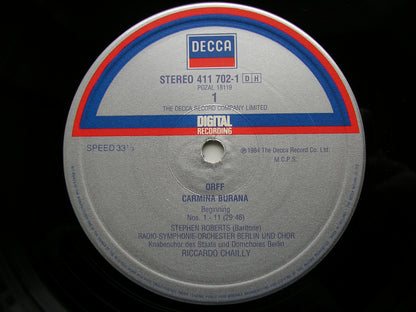 DECCA
STEREO 411 702-1 DH
POZAL 18119
1
THE DECCA RECORD COMPANY LIMITED
DIGITAL
RECORDING
SPEED 33⅓
℗ 1984 The Decca Record Co. Ltd.
M.C.P.S.
ORFF
CARMINA BURANA
Beginning
Nos. 1 - 11 (29:46)
STEPHEN ROBERTS (Baritone)
RADIO-SYMPHONIE-ORCHESTER BERLIN UND CHOR
Knabenchor des Staats und Domchores Berlin
RICCARDO CHAILLY